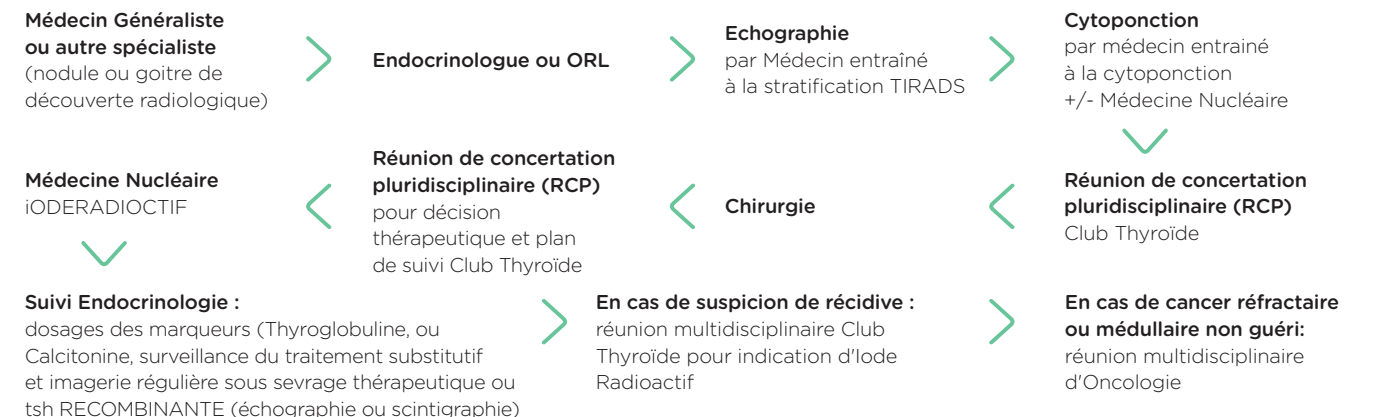 Médecin Généraliste
ou autre spécialiste
(nodule ou goitre de
découverte radiologique)
Endocrinologue ou ORL
Echographie
par Médecin entraîné
à la stratification TIRADS
Cytoponction
par médecin entrainé
à la cytoponction
+/- Médecine Nucléaire
Réunion de concertation
pluridisciplinaire (RCP)
Club Thyroïde
Chirurgie
Réunion de concertation
pluridisciplinaire (RCP)
pour décision
thérapeutique et plan
de suivi Club Thyroïde
Médecine Nucléaire
iODERADIOCTIF
Suivi Endocrinologie :
dosages des marqueurs (Thyroglobuline, ou
Calcitonine, surveillance du traitement substitutif
et imagerie régulière sous sevrage thérapeutique ou
tsh RECOMBINANTE (échographie ou scintigraphie)
En cas de suspicion de récidive :
réunion multidisciplinaire Club
Thyroïde pour indication d'Iode
Radioactif
En cas de cancer réfractaire
ou médullaire non guéri:
réunion multidisciplinaire
d'Oncologie